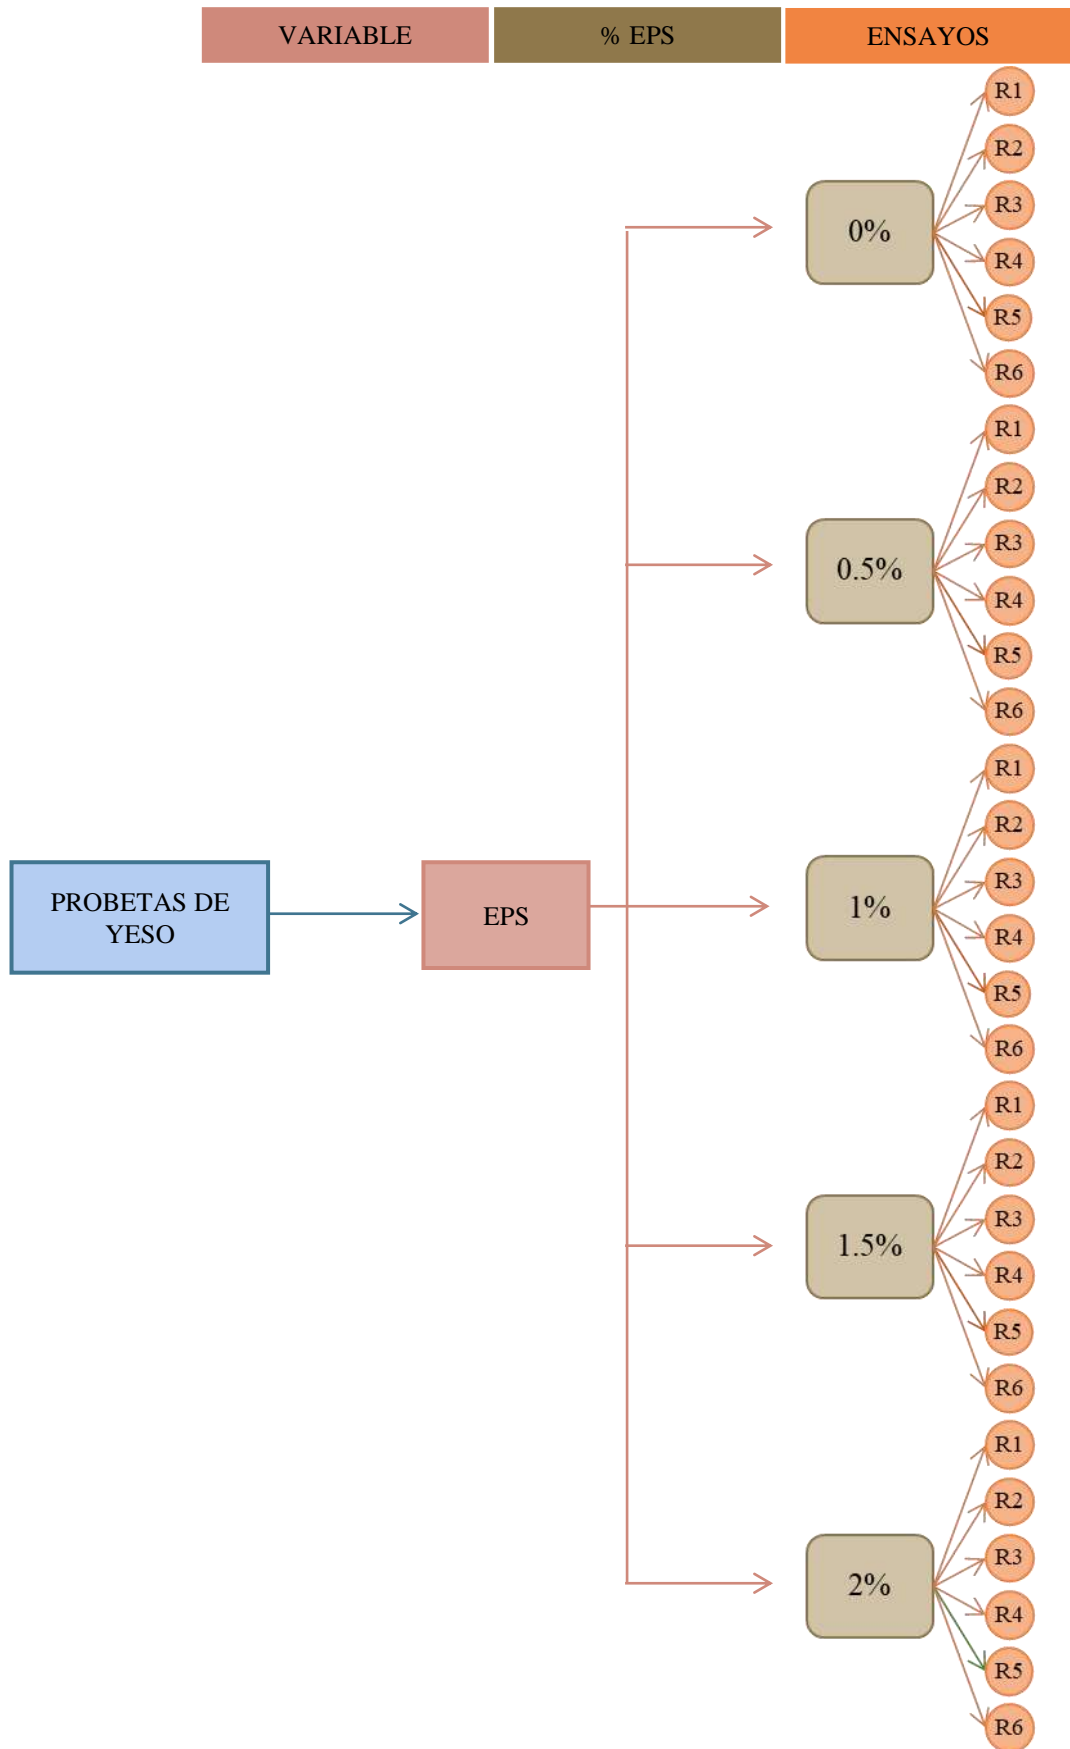 VARIABLE
% EPS
ENSAYOS
R1
R2
0%
R3
R4
R5
R6
R1
R2
0.5%
R3
R4
R5
R6
R1
R2
PROBETAS DE
YESO
EPS
1%
R3
R4
R5
R6
R1
R2
1.5%
R3
R4
R5
R6
R1
R2
2%
R3
R4
R5
R6